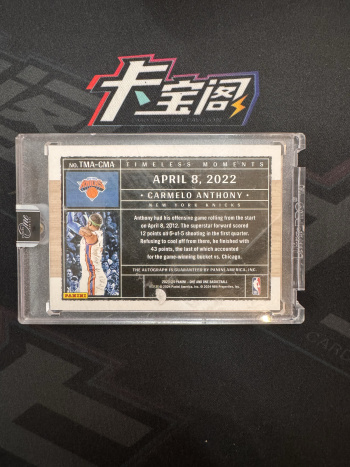 卡宝阁
NO. TMA-CMA
TIMELESS MOMENTS
APRIL 8, 2022
• CARMELO ANTHONY •
NEW YORK KNICKS
Anthony had his offensive game rolling from the start
on April 8, 2012. The superstar forward scored
12 points on 6-of-6 shooting in the first quarter.
Refusing to cool off from there, he finished with
43 points, the last of which accounted
for the game-winning bucket vs. Chicago.
THE AUTOGRAPH IS GUARANTEED BY PANINI AMERICA, INC.
PANINI
One